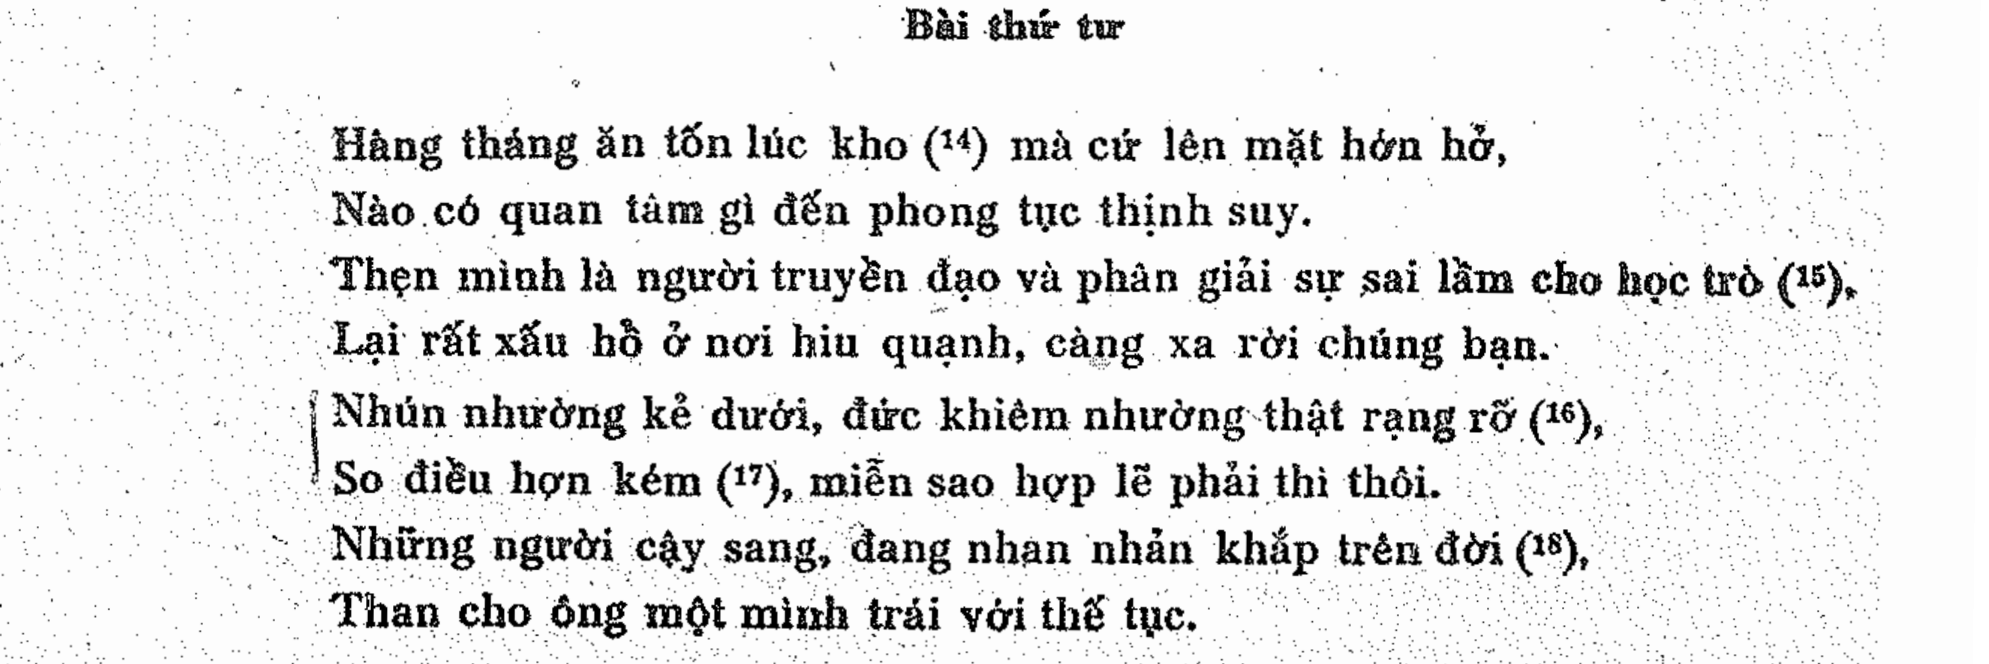 Bài thứ tư
Hàng tháng ăn tốn lúc kho (14) mà cứ lên mặt hớn hở,
Nào có quan tâm gì đến phong tục thịnh suy.
Thẹn mình là người truyền đạo và phân giải sự sai lầm cho học trò (15),
Lại rất xấu hổ ở nơi hiu quạnh, càng xa rời chúng bạn.
Nhún nhường kẻ dưới, đức khiêm nhường thật rạng rỡ (16),
So điều hơn kém (17), miễn sao hợp lẽ phải thì thôi.
Những người cậy sang, đang nhan nhản khắp trên đời (18),
Than cho ông một mình trái với thế tục.